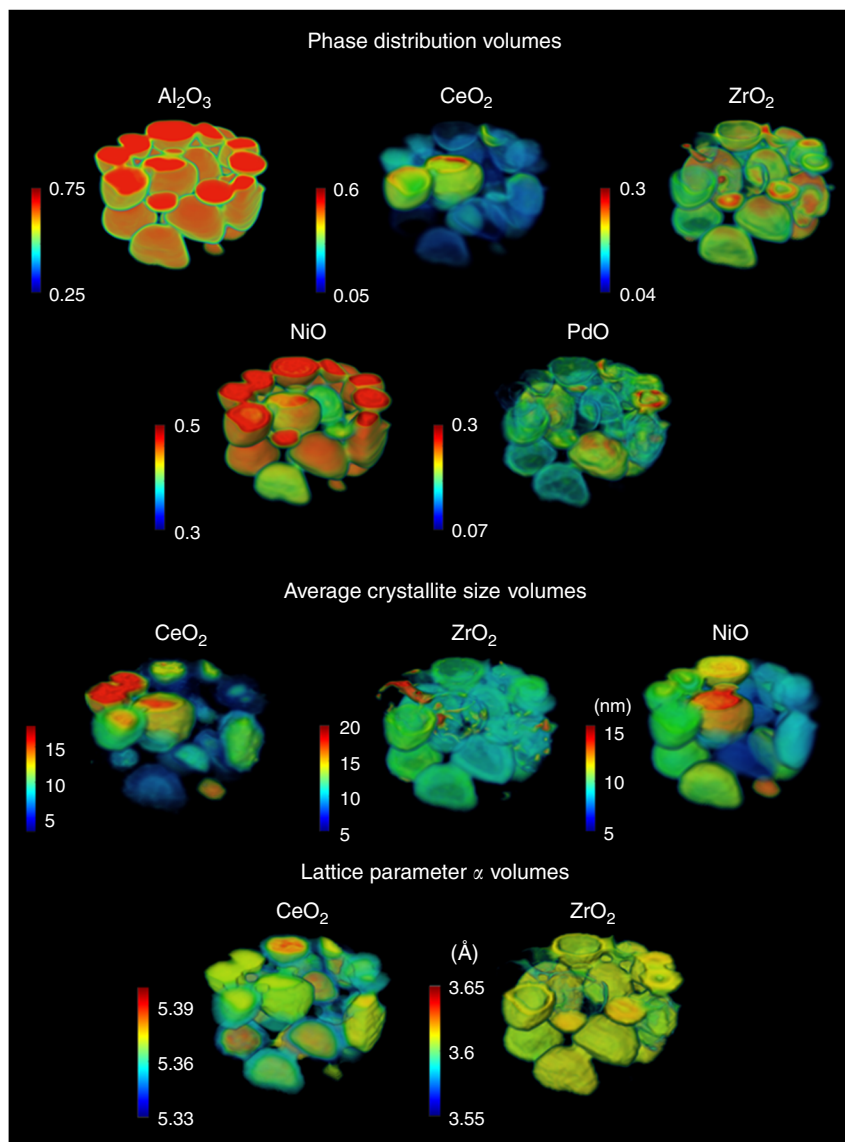 Phase distribution volumes
Al₂O₃ CeO₂ ZrO₂
0.75 0.6 0.3
0.25 0.05 0.04
NiO PdO
0.5 0.3
0.3 0.07
Average crystallite size volumes
CeO₂ ZrO₂ NiO
(nm)
15 20 15
10 15 10
5 10 5
5
Lattice parameter α volumes
CeO₂ ZrO₂
(Å)
5.39 3.65
5.36 3.6
5.33 3.55